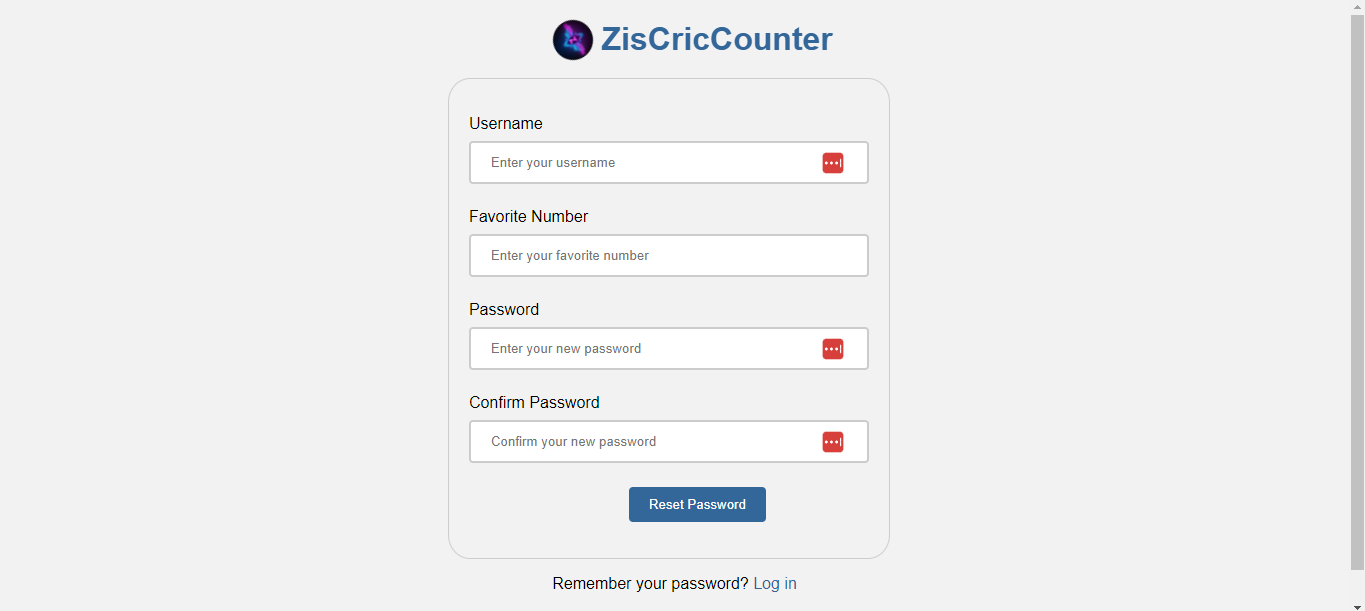 ZisCricCounter
Username
Enter your username
Favorite Number
Enter your favorite number
Password
Enter your new password
Confirm Password
Confirm your new password
Reset Password
Remember your password? Log in